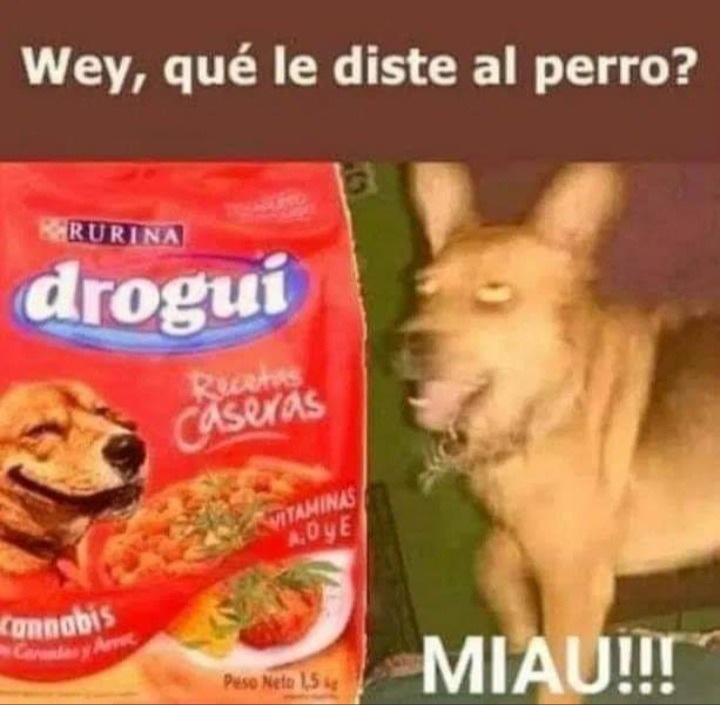 Wey, qué le diste al perro?
RURINA
drogui
Recetas
caseras
VITAMINAS
A,D y E
cannabis
Peso Neto 1,5 kg
MIAU!!!